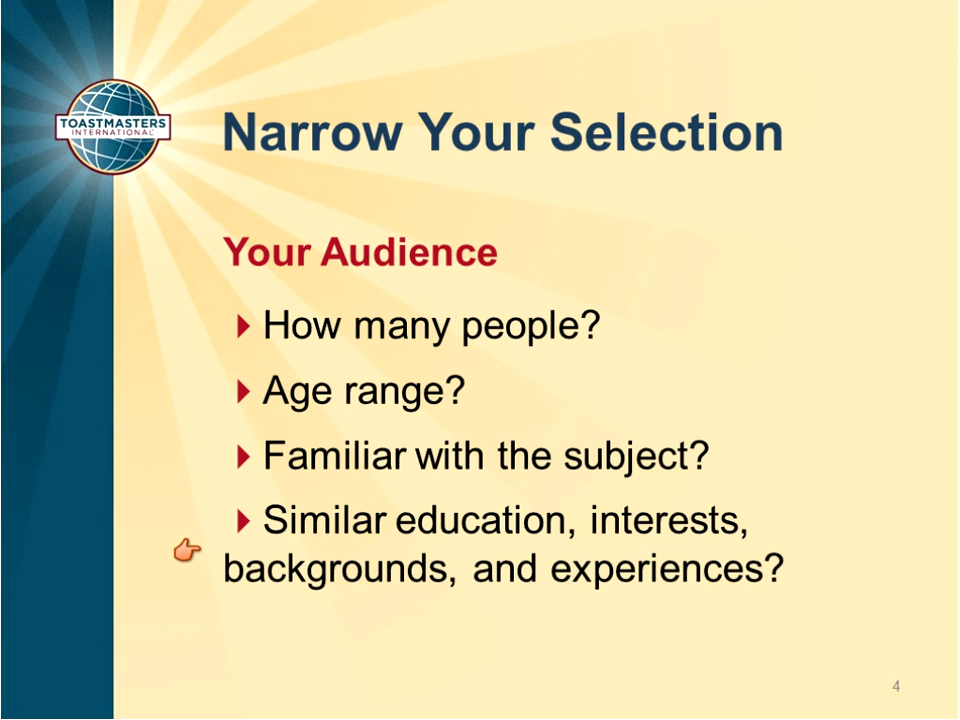 TOASTMASTERS
INTERNATIONAL
Narrow Your Selection
Your Audience
How many people?
Age range?
Familiar with the subject?
Similar education, interests,
backgrounds, and experiences?
4